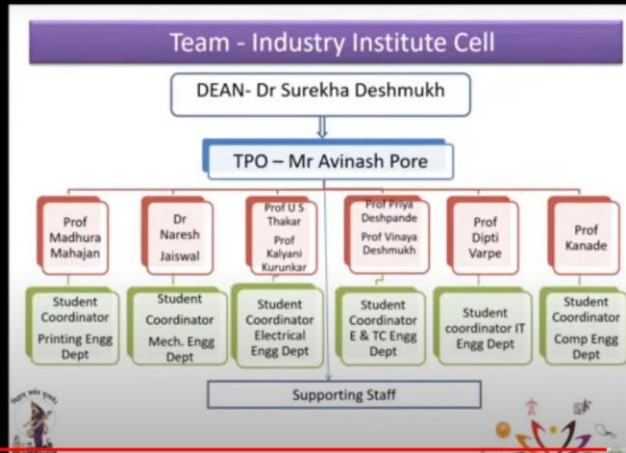 Team - Industry Institute Cell
DEAN- Dr Surekha Deshmukh
TPO – Mr Avinash Pore
Prof
Madhura
Mahajan
Dr
Naresh
Jaiswal
Prof U S
Thakar
Prof
Kalyani
Kurunkar
Prof Priya
Deshpande
Prof Vinaya
Deshmukh
Prof
Dipti
Varpe
Prof
Kanade
Student
Coordinator
Printing Engg
Dept
Student
Coordinator
Mech. Engg
Dept
Student
Coordinator
Electrical
Engg Dept
Student
Coordinator
E & TC Engg
Dept
Student
coordinator IT
Engg Dept
Student
Coordinator
Comp Engg
Dept
Supporting Staff